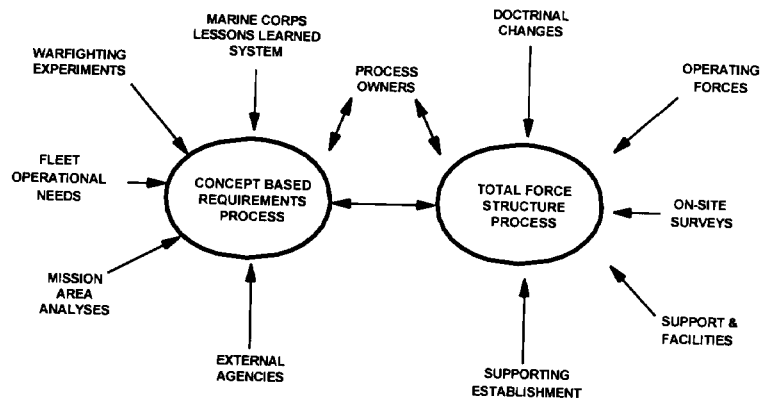 MARINE CORPS
LESSONS LEARNED
SYSTEM
DOCTRINAL
CHANGES
WARFIGHTING
EXPERIMENTS
PROCESS
OWNERS
OPERATING
FORCES
FLEET
OPERATIONAL
NEEDS
CONCEPT BASED
REQUIREMENTS
PROCESS
TOTAL FORCE
STRUCTURE
PROCESS
ON-SITE
SURVEYS
MISSION
AREA
ANALYSES
EXTERNAL
AGENCIES
SUPPORTING
ESTABLISHMENT
SUPPORT &
FACILITIES